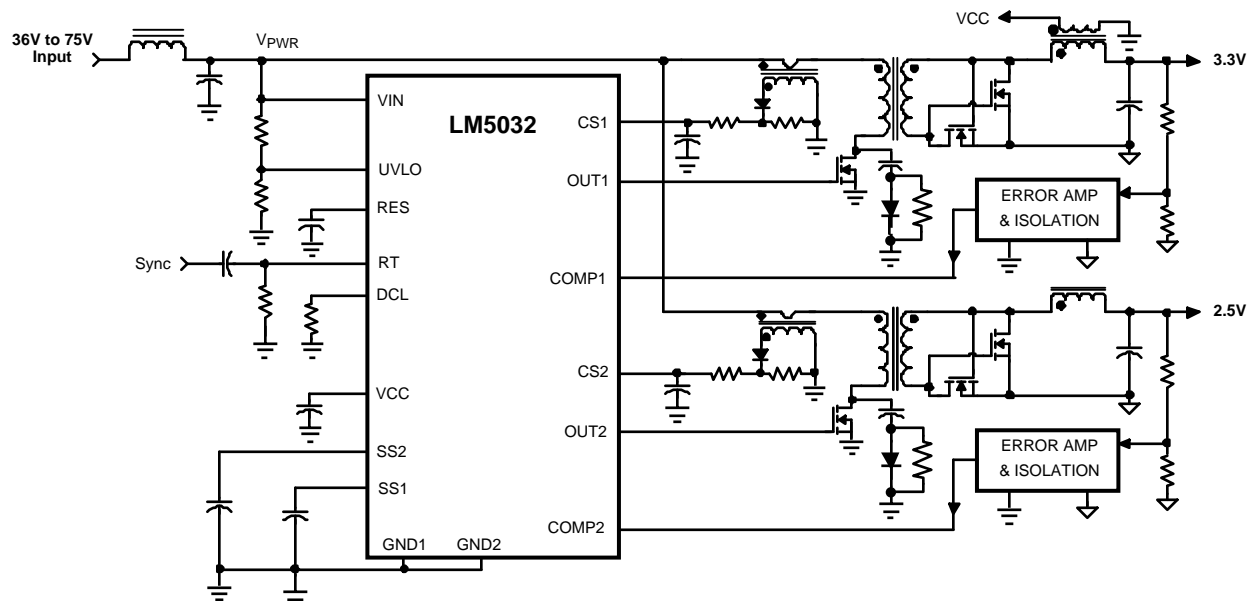 36V to 75V
Input
VPWR
VCC
3.3V
LM5032
VIN
UVLO
RES
RT
DCL
VCC
SS2
SS1
GND1
GND2
CS1
OUT1
COMP1
CS2
OUT2
COMP2
Sync
ERROR AMP
& ISOLATION
2.5V
ERROR AMP
& ISOLATION